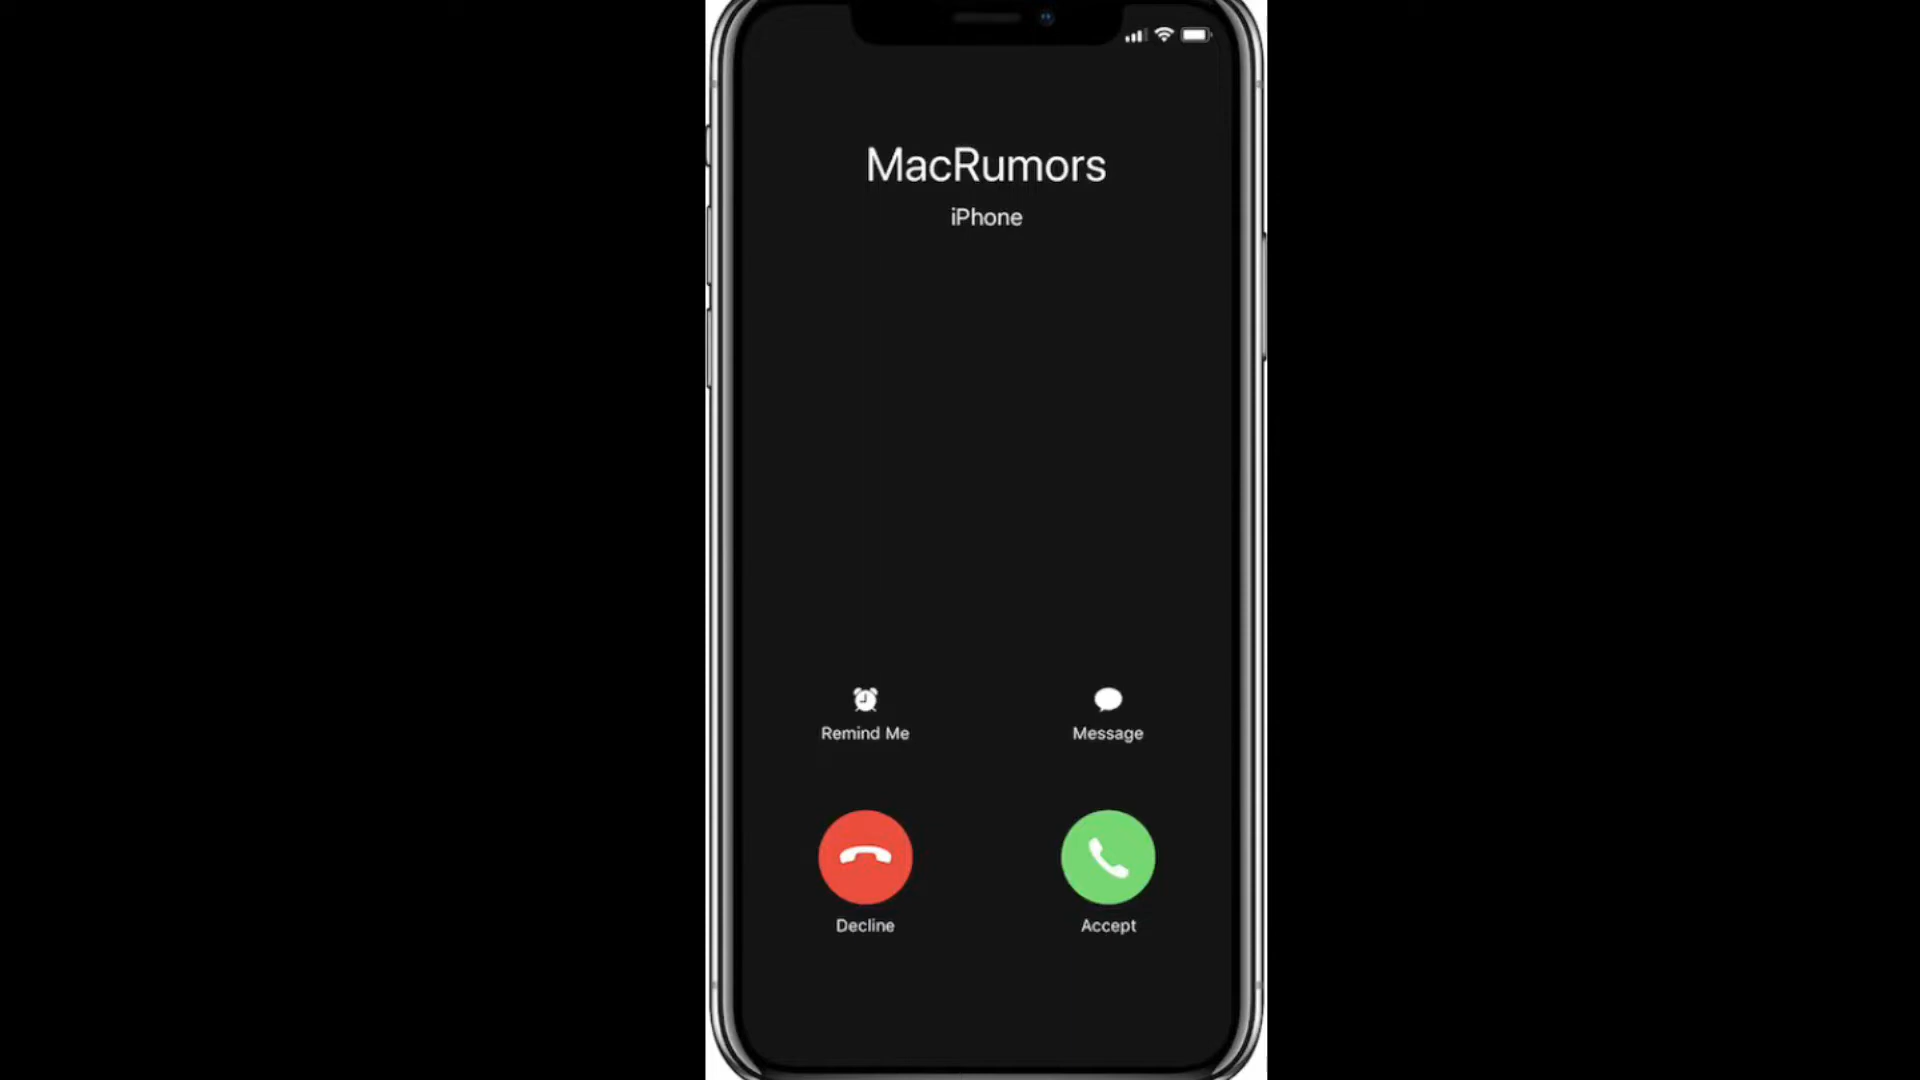 MacRumors
iPhone
Remind Me
Message
Decline
Accept